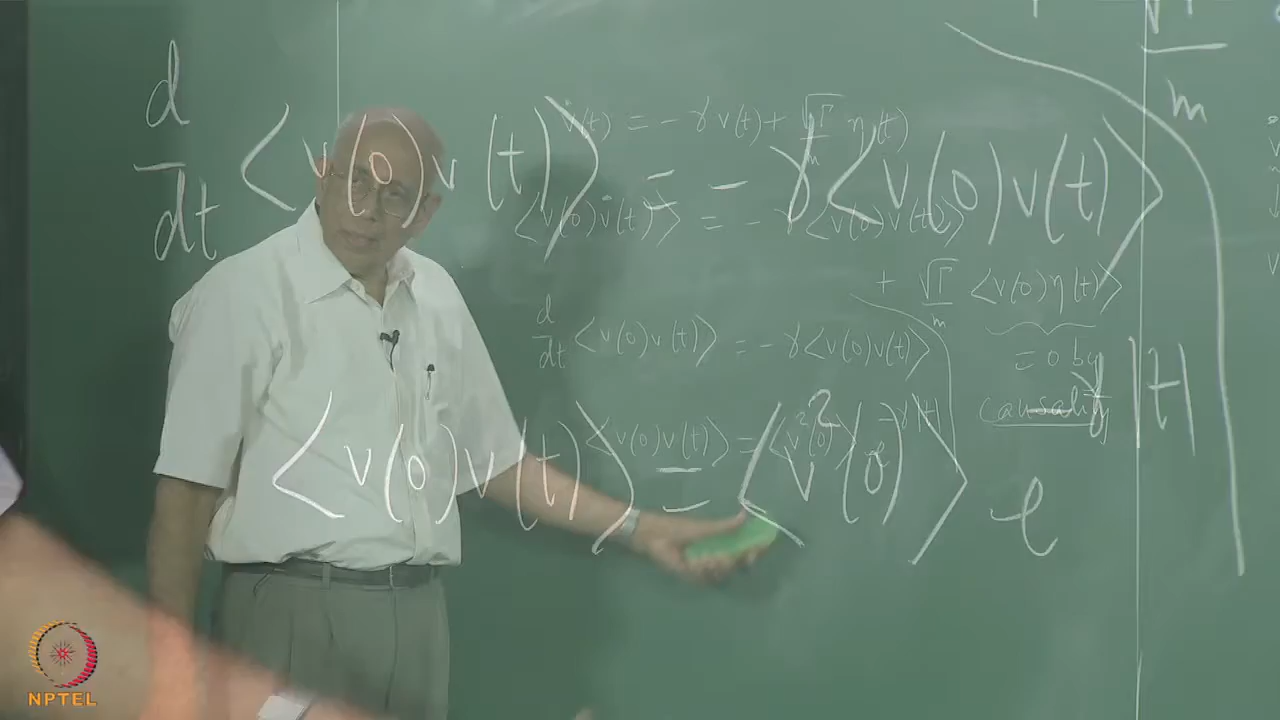 d/dt <v(0)v(t)> = - γ <v(0)v(t)>
<v(0)v(t)> = <v²(0)> e γ|t|
m
v̇(t) = - γ v(t) + √Γ/m η(t)
<v(0)v̇(t)> = - γ <v(0)v(t)>
+ √Γ/m <v(0)η(t)>
= 0 by
causality
d/dt <v(0)v(t)> = - γ <v(0)v(t)>
<v(0)v(t)> = <v²(0)> e -γ|t|
NPTEL